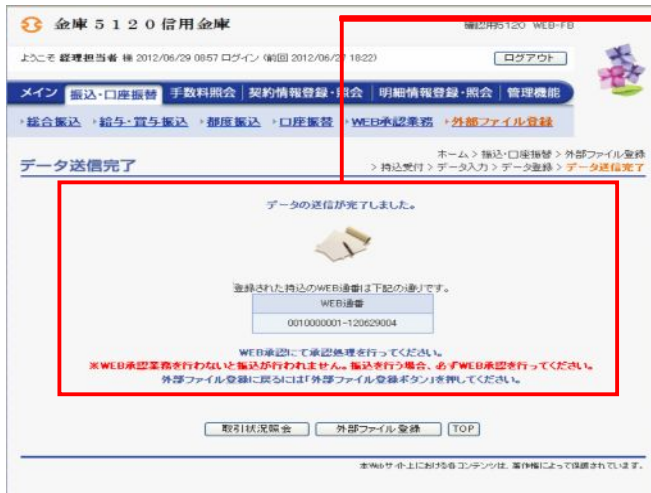 金庫5120信用金庫
確認用5120 WEB-FB
ようこそ 経理担当者 様 2012/06/29 0857 ログイン (前回 2012/06/27 1822)
ログアウト
メイン 振込・口座振替 手数料照会 契約情報登録・照会 明細情報登録・照会 管理機能
総合振込 給与・賞与振込 都度振込 口座振替 WEB承認業務 外部ファイル登録
データ送信完了
ホーム > 振込・口座振替 > 外部ファイル登録
> 持込受付 > データ入力 > データ登録 > データ送信完了
データの送信が完了しました。
登録された持込のWEB通番は下記の通りです。
WEB通番
0010000001-120629004
WEB承認にて承認処理を行ってください。
※WEB承認業務を行わないと振込が行われません。振込を行う場合、必ずWEB承認を行ってください。
外部ファイル登録に戻るには「外部ファイル登録ボタン」を押してください。
取引状況照会 外部ファイル登録 TOP
本Webサイト上における各コンテンツは、著作権によって保護されています。